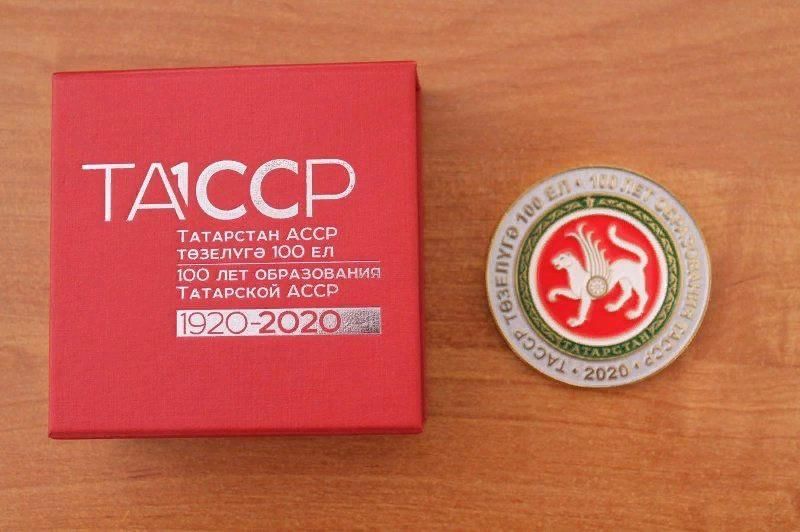 ТА1ССР
ТАТАРСТАН АССР
ТӨЗЕЛҮГӘ 100 ЕЛ
100 ЛЕТ ОБРАЗОВАНИЯ
ТАТАРСКОЙ АССР
1920-2020
ТАССР ТӨЗЕЛҮГӘ 100 ЕЛ • 100 ЛЕТ ОБРАЗОВАНИЯ ТАССР
• 2020 •
ТАТАРСТАН